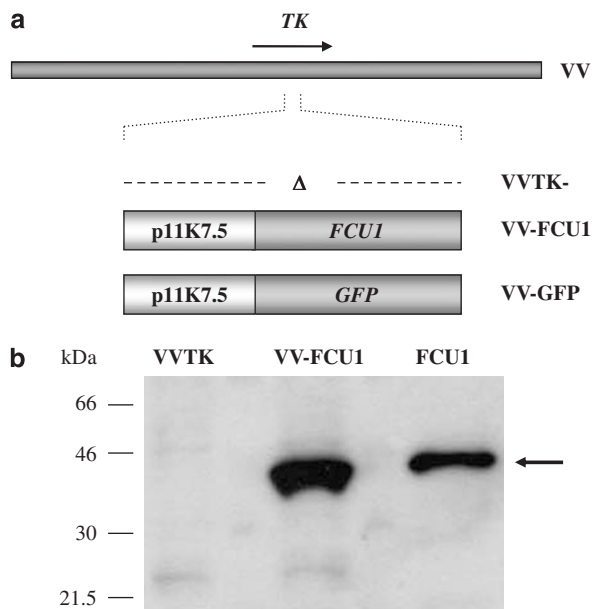 a
TK
VV
Δ VVTK-
p11K7.5 FCU1 VV-FCU1
p11K7.5 GFP VV-GFP
b kDa VVTK VV-FCU1 FCU1
66
46
30
21.5